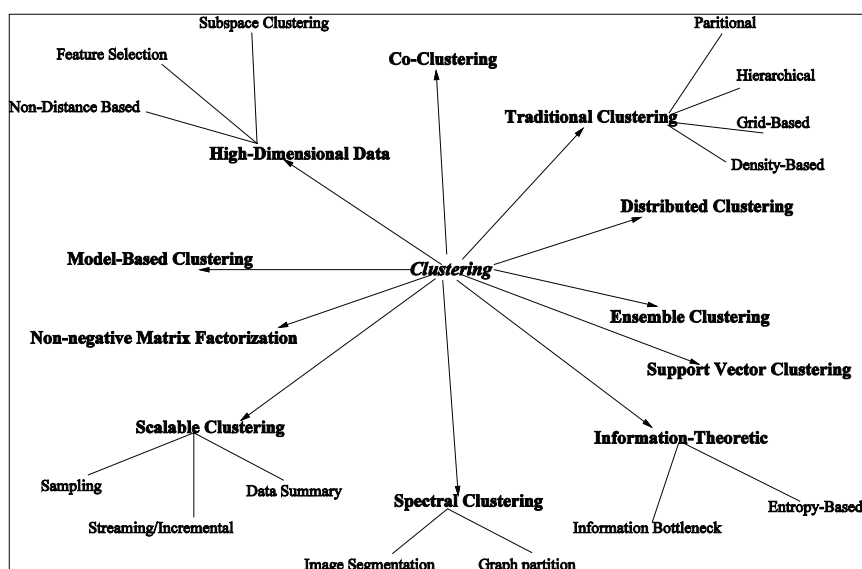 Subspace Clustering
Paritional
Feature Selection
Co-Clustering
Hierarchical
Non-Distance Based
Traditional Clustering
Grid-Based
High-Dimensional Data
Density-Based
Distributed Clustering
Model-Based Clustering
Clustering
Ensemble Clustering
Non-negative Matrix Factorization
Support Vector Clustering
Scalable Clustering
Information-Theoretic
Sampling
Data Summary
Spectral Clustering
Entropy-Based
Streaming/Incremental
Information Bottleneck
Image Segmentation
Graph partition